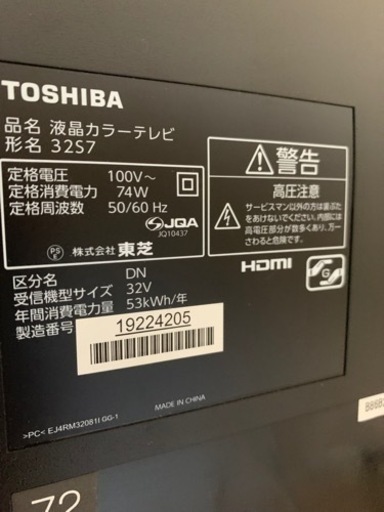 TOSHIBA
品名 液晶カラーテレビ
形名 32S7
定格電圧 100V~
定格消費電力 74W
定格周波数 50/60 Hz
JQA
JQ10437
PS
E
株式会社 東芝
警告
高圧注意
サービスマン以外の方は裏ぶた
をあけないでください。内部には
高電圧部分が数多くあり、万一
さわると危険です。
HDMI
G
区分名 DN
受信機型サイズ 32V
年間消費電力量 53kWh/年
製造番号
19224205
MADE IN CHINA
>PC< EJ4RM32081I GG-1
72